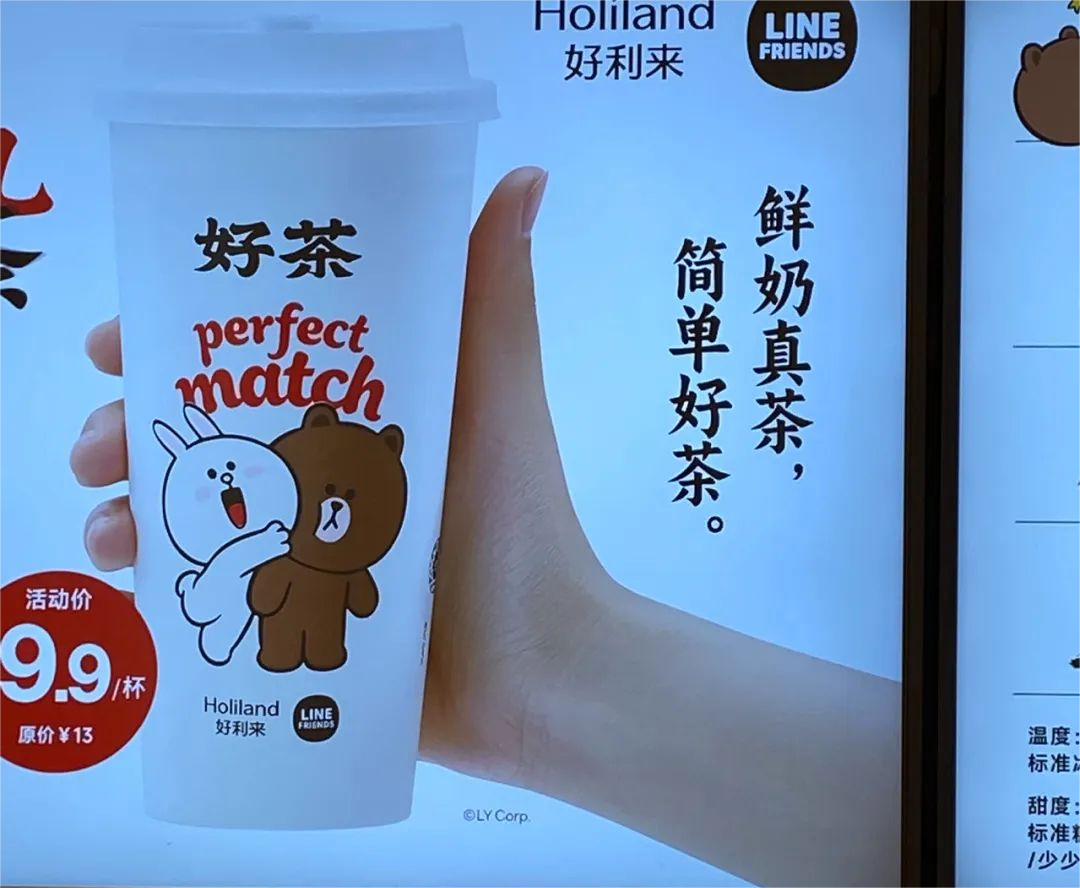 Holiland
好利来
LINE
FRIENDS
鲜奶真茶，
简单好茶。
好茶
perfect
match
Holiland
好利来
LINE
FRIENDS
活动价
9.9/杯
原价¥13
©LY Corp.
温度:
标准
甜度:
标准
/少少